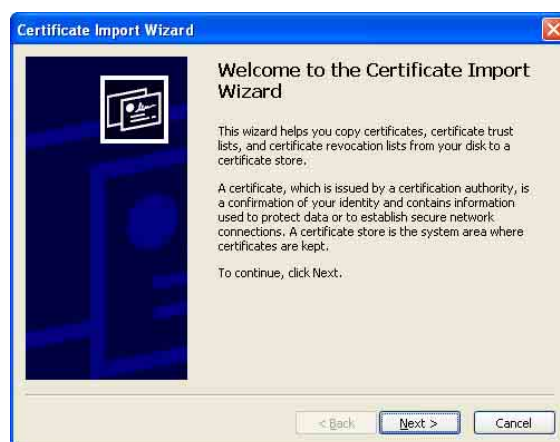 Certificate Import Wizard
Welcome to the Certificate Import
Wizard
This wizard helps you copy certificates, certificate trust
lists, and certificate revocation lists from your disk to a
certificate store.
A certificate, which is issued by a certification authority, is
a confirmation of your identity and contains information
used to protect data or to establish secure network
connections. A certificate store is the system area where
certificates are kept.
To continue, click Next.
< Back Next > Cancel